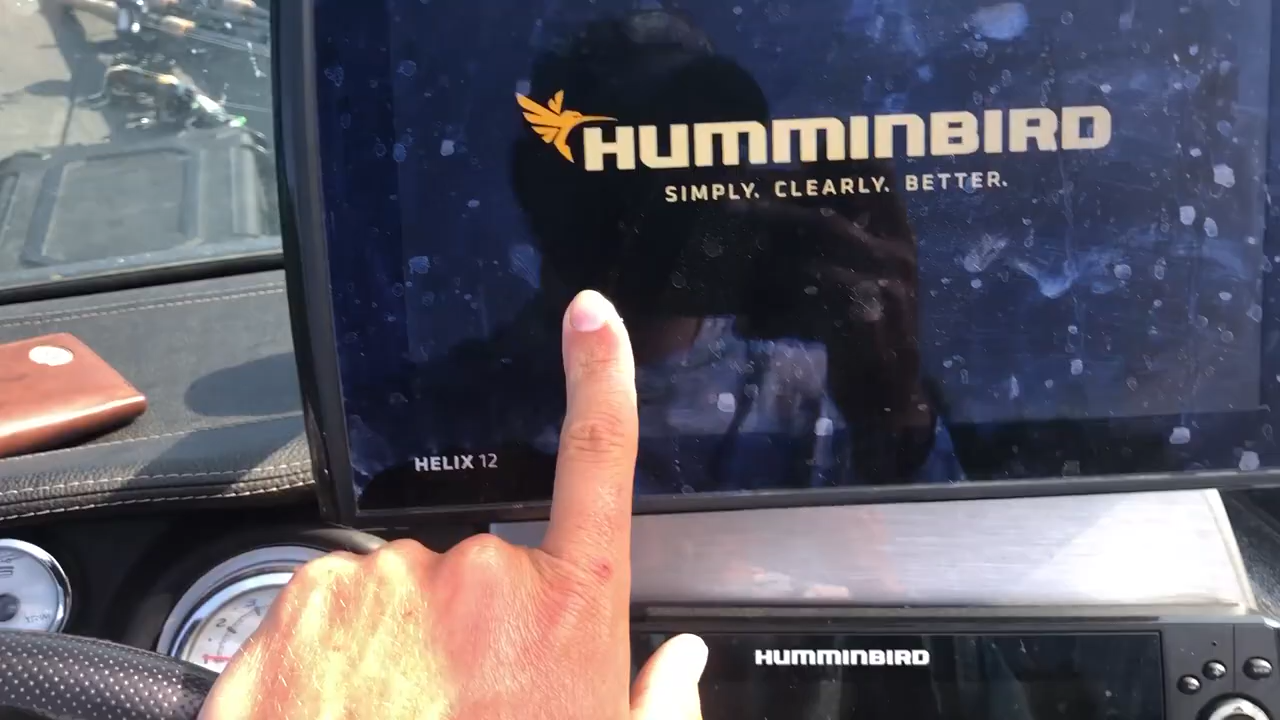 HUMMINBIRD
SIMPLY. CLEARLY. BETTER.
HELIX 12
HUMMINBIRD